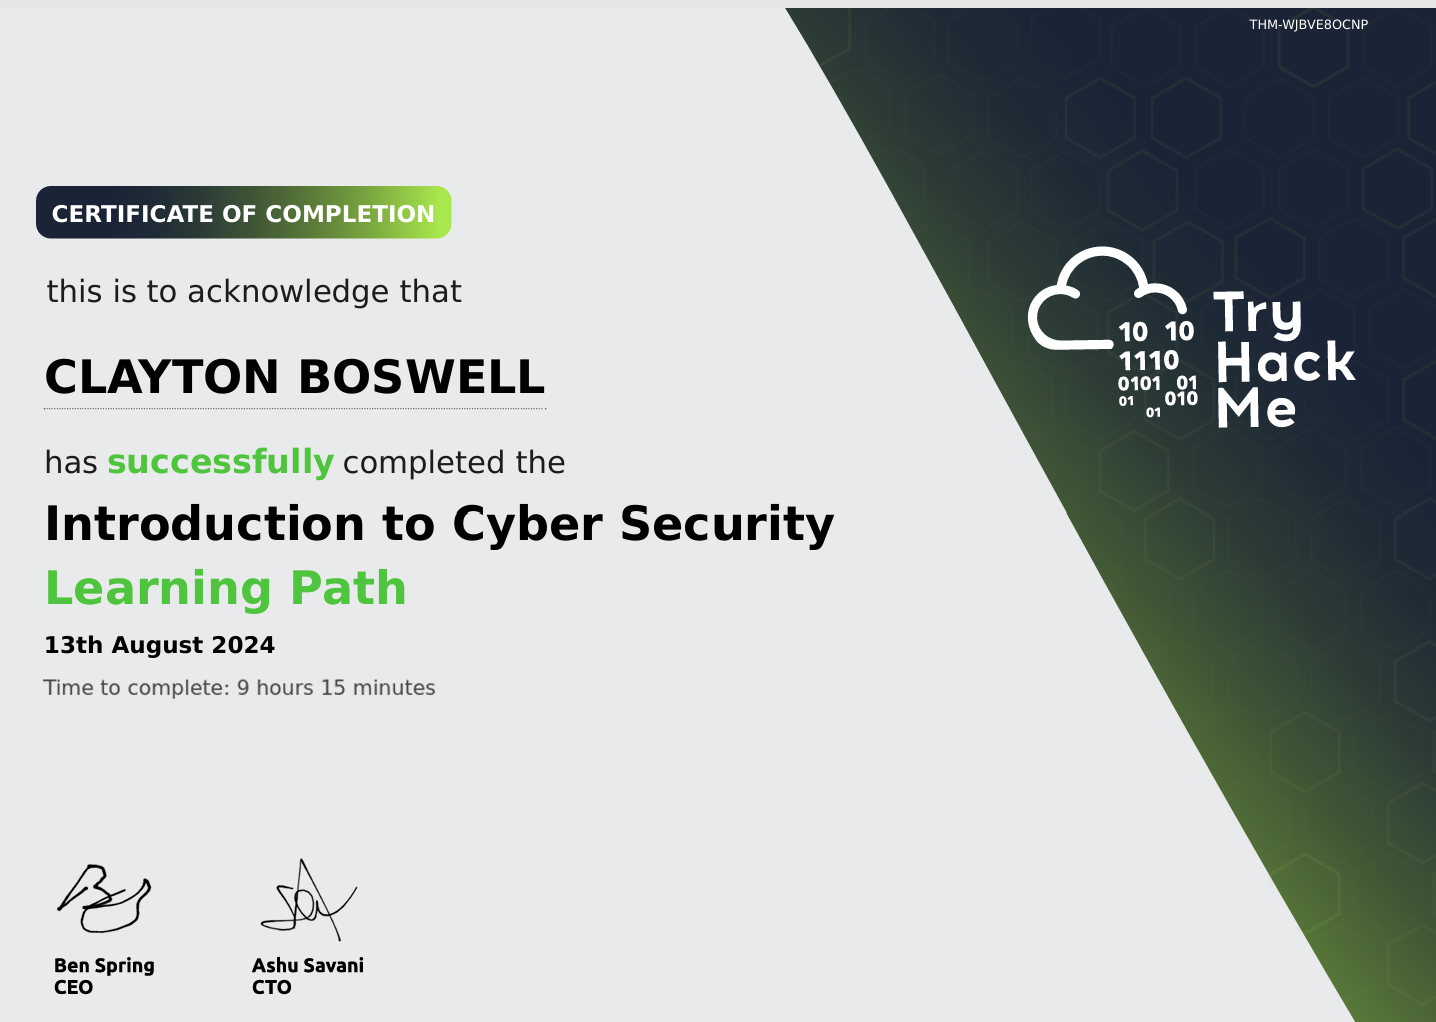 THM-WJBVE8OCNP
CERTIFICATE OF COMPLETION
this is to acknowledge that
CLAYTON BOSWELL
has successfully completed the
Introduction to Cyber Security
Learning Path
13th August 2024
Time to complete: 9 hours 15 minutes
10 10
1110
0101 01
01 010
01
Try
Hack
Me
Ben Spring
CEO
Ashu Savani
CTO